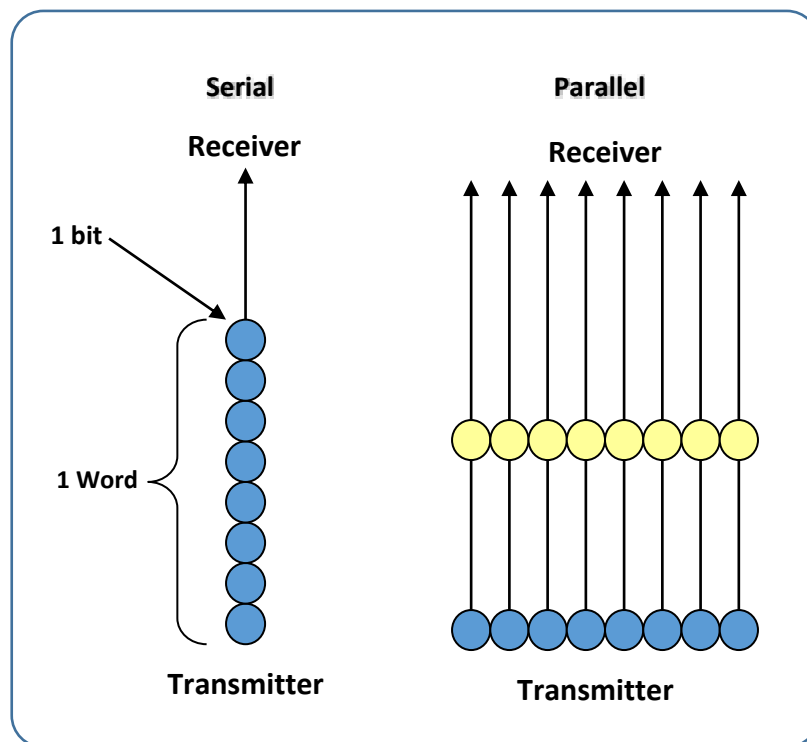 Serial
Receiver
1 bit
1 Word
Transmitter
Parallel
Receiver
Transmitter